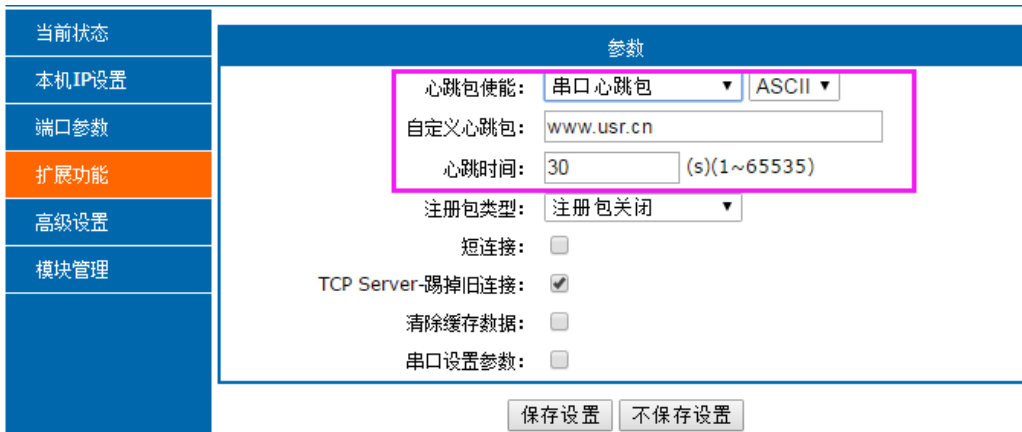 当前状态
本机IP设置
端口参数
扩展功能
高级设置
模块管理
参数
心跳包使能： 串口心跳包 ASCII
自定义心跳包： www.usr.cn
心跳时间： 30 (s)(1~65535)
注册包类型： 注册包关闭
短连接：
TCP Server-踢掉旧连接：
清除缓存数据：
串口设置参数：
保存设置 不保存设置